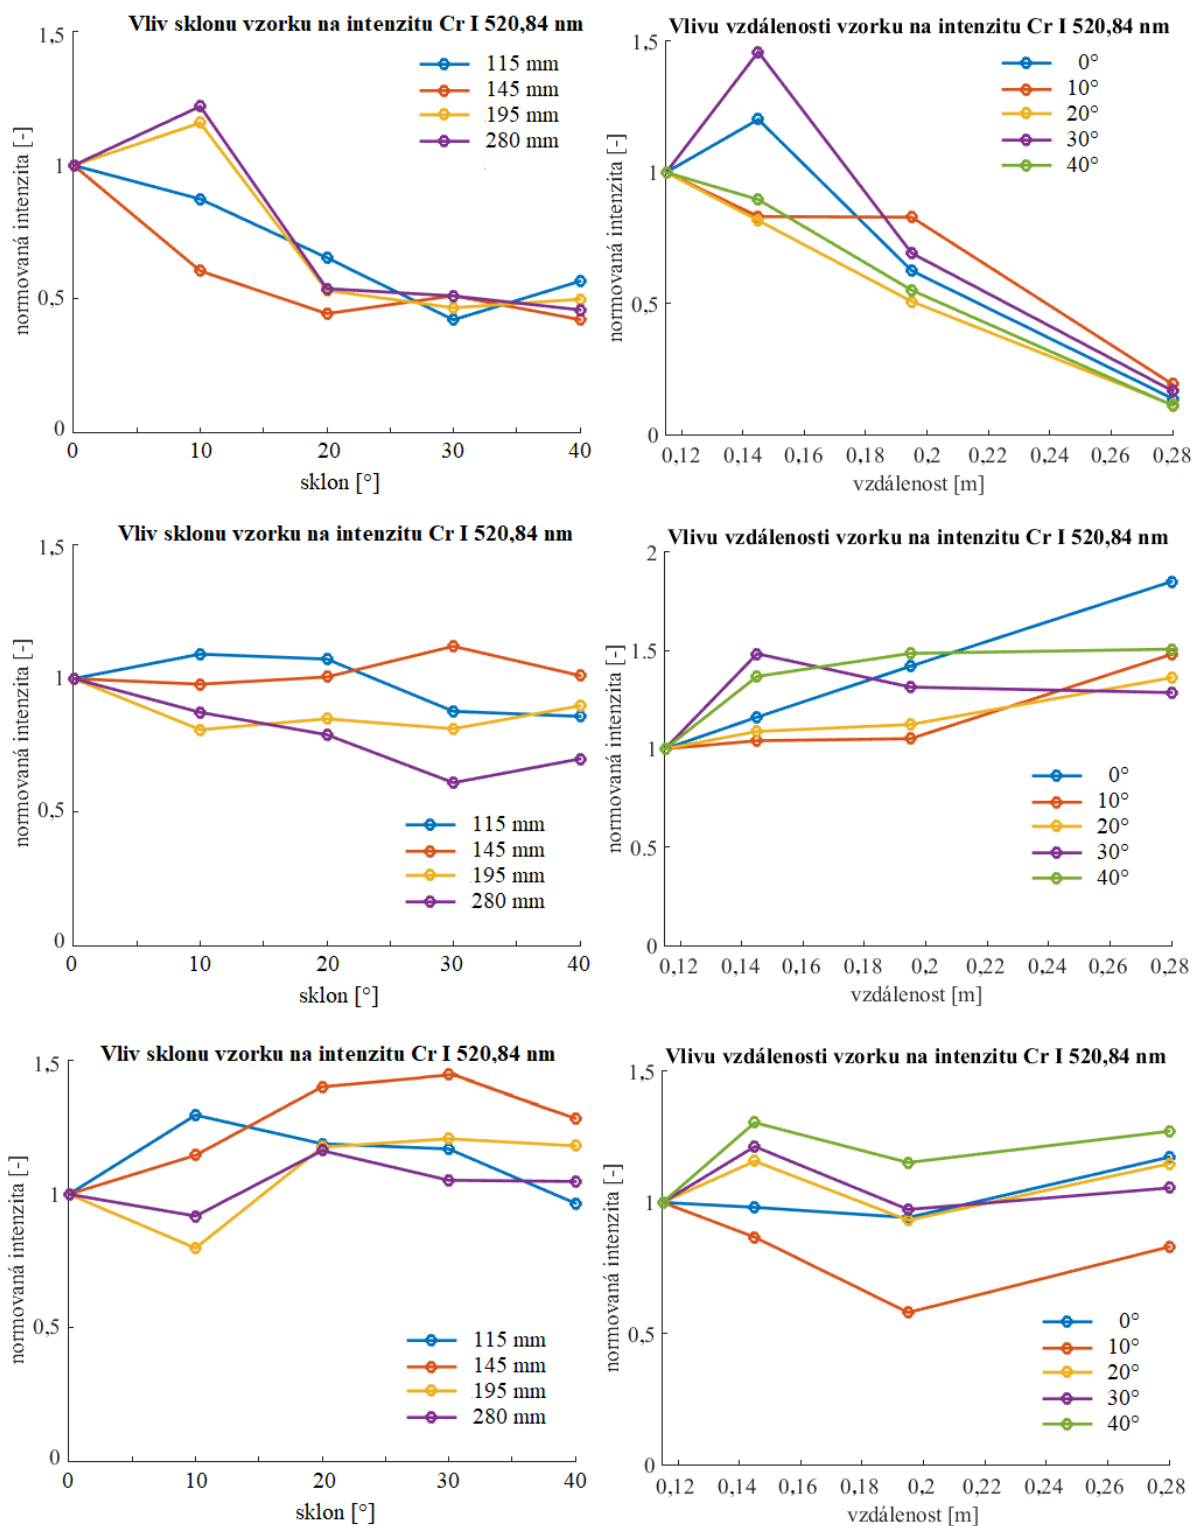 Vliv sklonu vzorku na intenzitu Cr I 520,84 nm
1,5
1
0,5
0
normovaná intenzita [-]
115 mm
145 mm
195 mm
280 mm
0 10 20 30 40
sklon [°]
Vlivu vzdálenosti vzorku na intenzitu Cr I 520,84 nm
1,5
1
0,5
0
normovaná intenzita [-]
0°
10°
20°
30°
40°
0,12 0,14 0,16 0,18 0,2 0,22 0,24 0,26 0,28
vzdálenost [m]
Vliv sklonu vzorku na intenzitu Cr I 520,84 nm
1,5
1
0,5
0
normovaná intenzita [-]
115 mm
145 mm
195 mm
280 mm
0 10 20 30 40
sklon [°]
Vlivu vzdálenosti vzorku na intenzitu Cr I 520,84 nm
2
1,5
1
0,5
0
normovaná intenzita [-]
0°
10°
20°
30°
40°
0,12 0,14 0,16 0,18 0,2 0,22 0,24 0,26 0,28
vzdálenost [m]
Vliv sklonu vzorku na intenzitu Cr I 520,84 nm
1,5
1
0,5
0
normovaná intenzita [-]
115 mm
145 mm
195 mm
280 mm
0 10 20 30 40
sklon [°]
Vlivu vzdálenosti vzorku na intenzitu Cr I 520,84 nm
1,5
1
0,5
0
normovaná intenzita [-]
0°
10°
20°
30°
40°
0,12 0,14 0,16 0,18 0,2 0,22 0,24 0,26 0,28
vzdálenost [m]